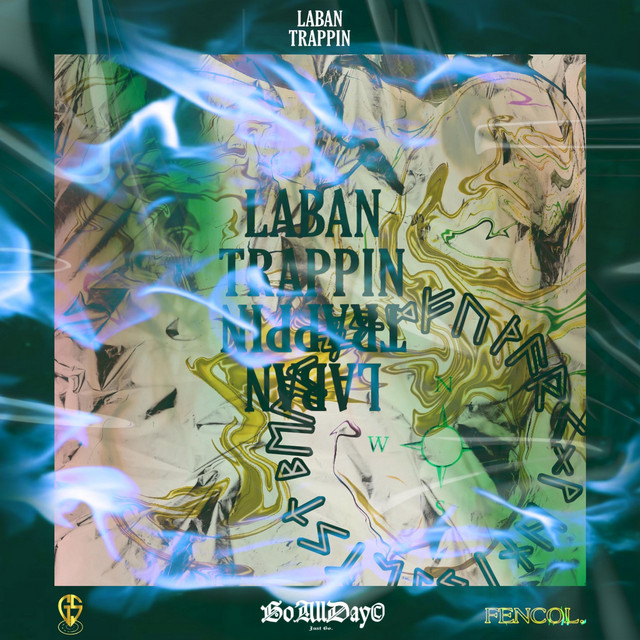 LABAN
TRAPPIN
LABAN
TRAPPIN
TRAPPIN
LABAN
N
W
S
GoAllDay©
Just Go.
FENCOL.